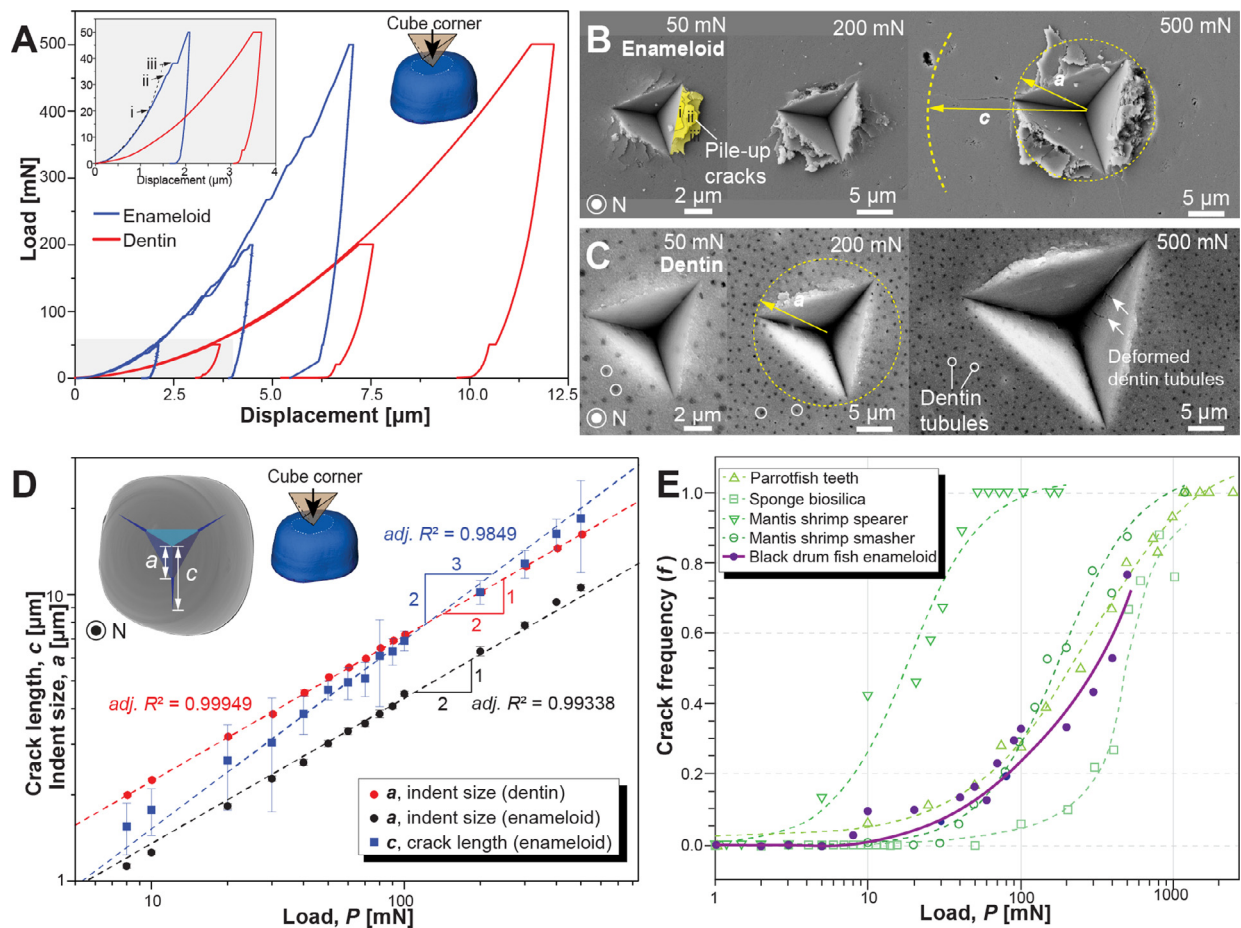 A
50
40
30
20
10
0
0
1
2
3
4
Displacement [µm]
iii
ii
i
Cube corner
Enameloid
Dentin
Load [mN]
500
400
300
200
100
0
0
2.5
5.0
7.5
10.0
12.5
Displacement [µm]
B
Enameloid
50 mN
200 mN
500 mN
i
ii
Pile-up
cracks
a
c
N
2 µm
5 µm
5 µm
C
Dentin
50 mN
200 mN
500 mN
a
Deformed
dentin tubules
Dentin
tubules
N
2 µm
5 µm
5 µm
D
Cube corner
a
c
N
adj. R² = 0.9849
3
2
1
2
adj. R² = 0.99949
1
2
adj. R² = 0.99338
a, indent size (dentin)
a, indent size (enameloid)
c, crack length (enameloid)
Crack length, c [µm]
Indent size, a [µm]
10
1
10
100
Load, P [mN]
E
Parrotfish teeth
Sponge biosilica
Mantis shrimp spearer
Mantis shrimp smasher
Black drum fish enameloid
Crack frequency (f)
1.0
0.8
0.6
0.4
0.2
0.0
1
10
100
1000
Load, P [mN]